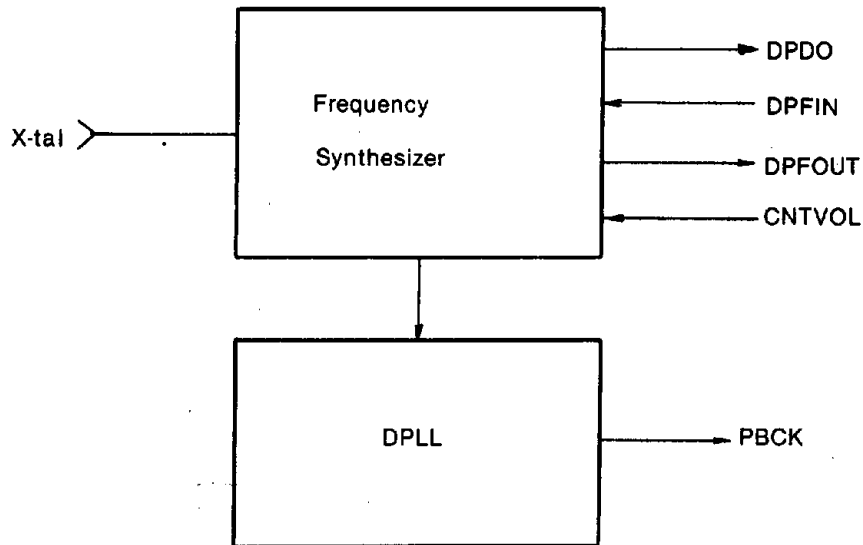 DPDO
Frequency
DPFIN
X-tal
Synthesizer
DPFOUT
CNTVOL
DPLL
PBCK